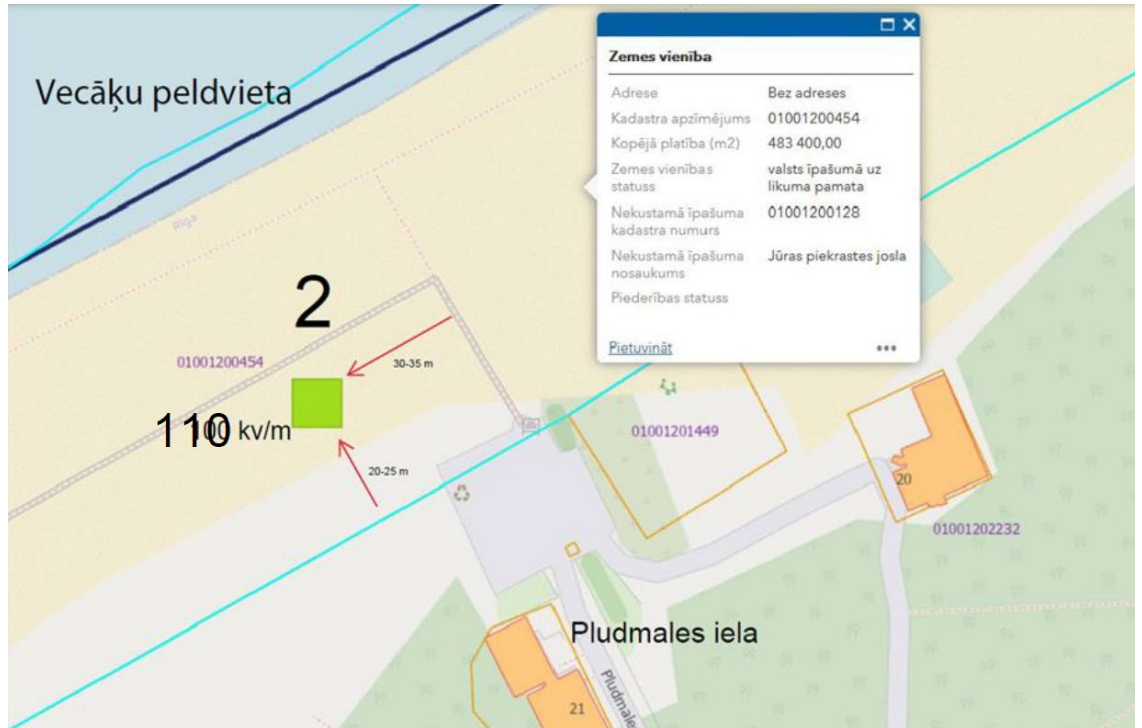 Vecāķu peldvieta
Zemes vienība
Adrese Bez adreses
Kadastra apzīmējums 01001200454
Kopējā platība (m2) 483 400,00
Zemes vienības statuss valsts īpašumā uz likuma pamata
Nekustamā īpašuma kadastra numurs 01001200128
Nekustamā īpašuma nosaukums Jūras piekrastes josla
Piederības statuss
Pietuvināt
Rīga
2
01001200454
30-35 m
110 kv/m
20-25 m
01001201449
20
01001202232
Pludmales iela
Pludmales
21